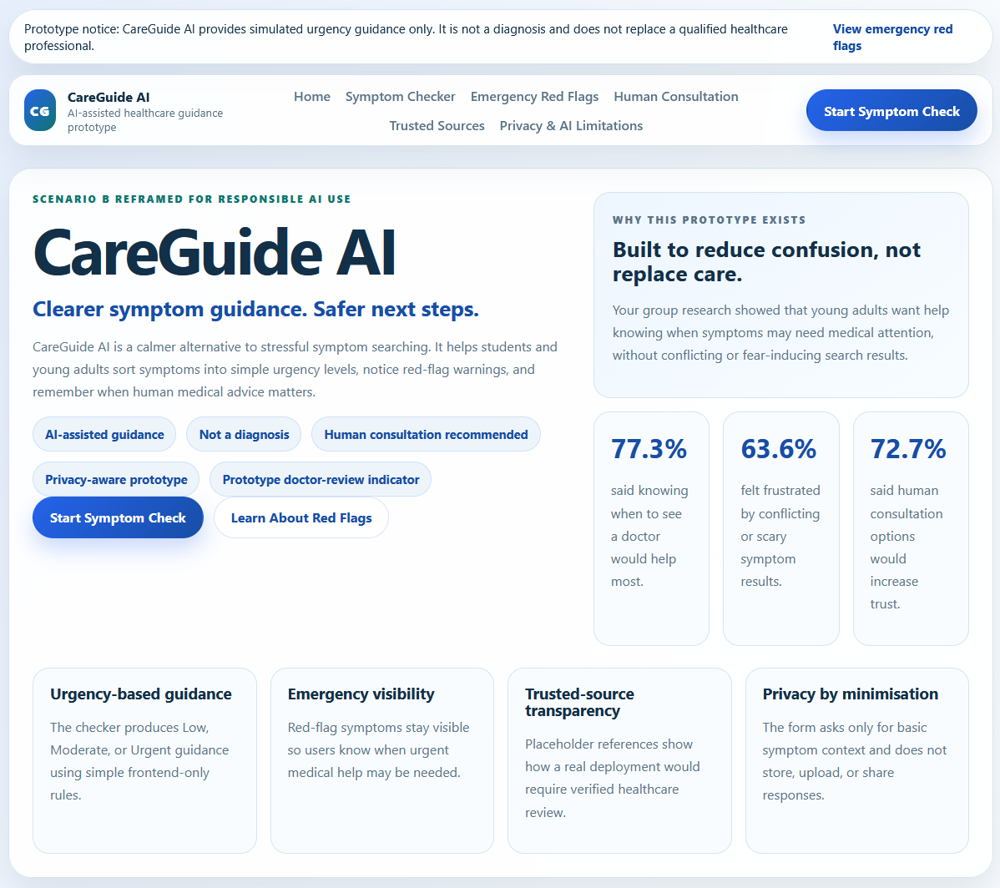 Prototype notice: CareGuide AI provides simulated urgency guidance only. It is not a diagnosis and does not replace a qualified healthcare
professional.
View emergency red
flags
CG
CareGuide AI
AI-assisted healthcare guidance
prototype
Home
Symptom Checker
Emergency Red Flags
Human Consultation
Trusted Sources
Privacy & AI Limitations
Start Symptom Check
SCENARIO B REFRAMED FOR RESPONSIBLE AI USE
CareGuide AI
Clearer symptom guidance. Safer next steps.
CareGuide AI is a calmer alternative to stressful symptom searching. It helps students and
young adults sort symptoms into simple urgency levels, notice red-flag warnings, and
remember when human medical advice matters.
AI-assisted guidance
Not a diagnosis
Human consultation recommended
Privacy-aware prototype
Prototype doctor-review indicator
Start Symptom Check
Learn About Red Flags
WHY THIS PROTOTYPE EXISTS
Built to reduce confusion, not
replace care.
Your group research showed that young adults want help
knowing when symptoms may need medical attention,
without conflicting or fear-inducing search results.
77.3%
said knowing
when to see
a doctor
would help
most.
63.6%
felt frustrated
by conflicting
or scary
symptom
results.
72.7%
said human
consultation
options
would
increase
trust.
Urgency-based guidance
The checker produces Low,
Moderate, or Urgent guidance
using simple frontend-only
rules.
Emergency visibility
Red-flag symptoms stay visible
so users know when urgent
medical help may be needed.
Trusted-source
transparency
Placeholder references show
how a real deployment would
require verified healthcare
review.
Privacy by minimisation
The form asks only for basic
symptom context and does not
store, upload, or share
responses.